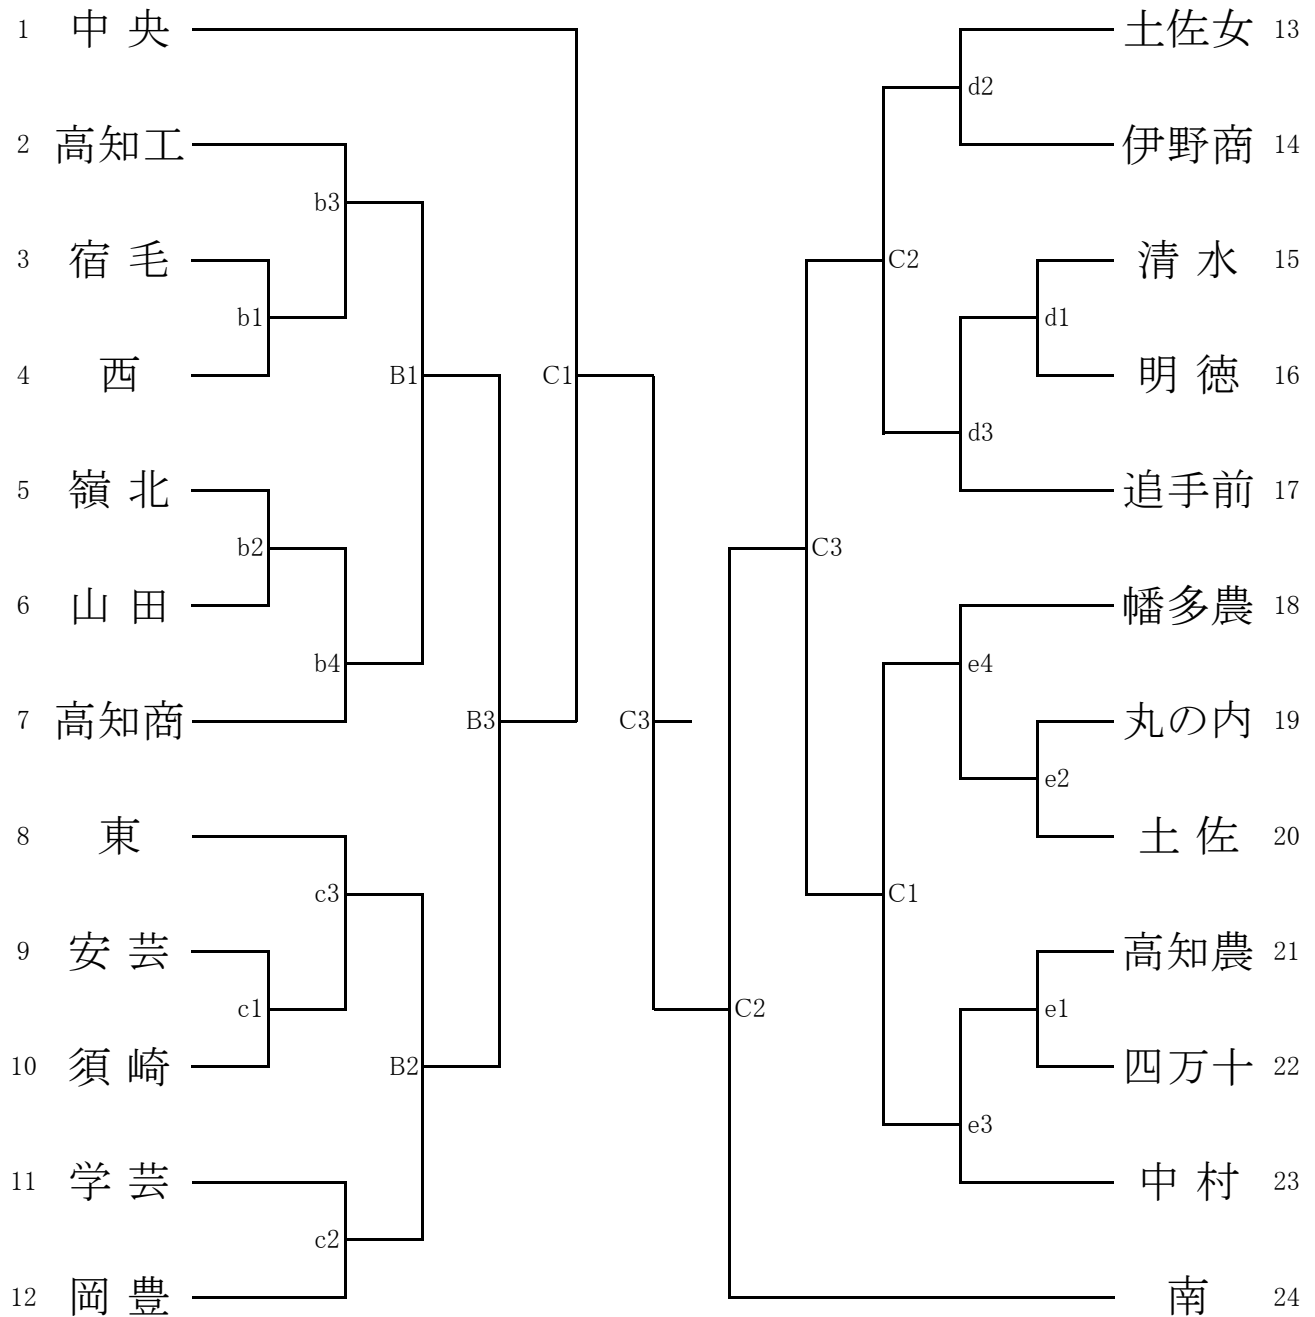 1 中 央
2 高知工
b3
3 宿 毛
b1
4 西
B1
C1
5 嶺 北
b2
6 山 田
b4
7 高知商
B3
C3
8 東
c3
9 安 芸
c1
10 須 崎
B2
11 学 芸
c2
12 岡 豊
土佐女 13
d2
伊野商 14
C2
清 水 15
d1
明 徳 16
d3
追手前 17
C3
幡多農 18
e4
丸の内 19
e2
土 佐 20
C1
高知農 21
C2
e1
四万十 22
e3
中 村 23
南 24